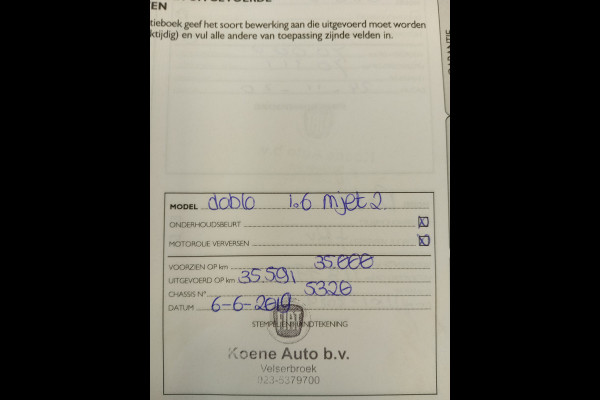 EN
tieboek geef het soort bewerking aan die uitgevoerd moet worden
ktijdig) en vul alle andere van toepassing zijnde velden in.
MODEL doblo 1.6 Mjet 2
ONDERHOUDSBEURT X
MOTOROLIE VERVERSEN X
VOORZIEN OP km 35.000
UITGEVOERD OP km 35.591
CHASSIS N° 5320
DATUM 6-6-2019
STEMPEL EN HANDTEKENING
FIAT
Koene Auto b.v.
Velserbroek
023-5379700